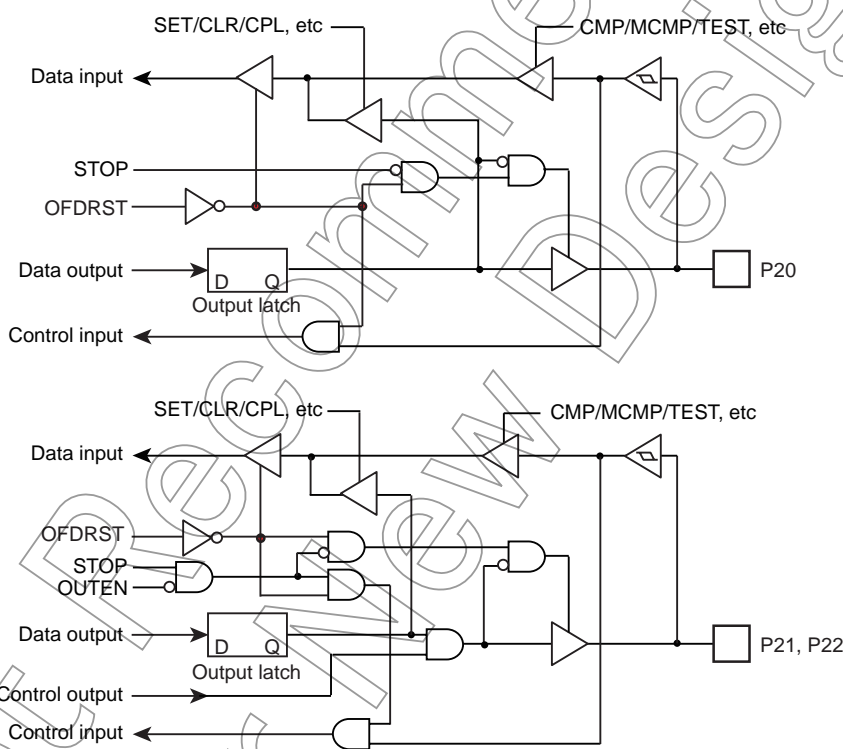 SET/CLR/CPL, etc
CMP/MCMP/TEST, etc
Data input
STOP
OFDRST
Data output
D Q
P20
Output latch
Control input
SET/CLR/CPL, etc
CMP/MCMP/TEST, etc
Data input
OFDRST
STOP
OUTEN
Data output
D Q
P21, P22
Output latch
Control output
Control input